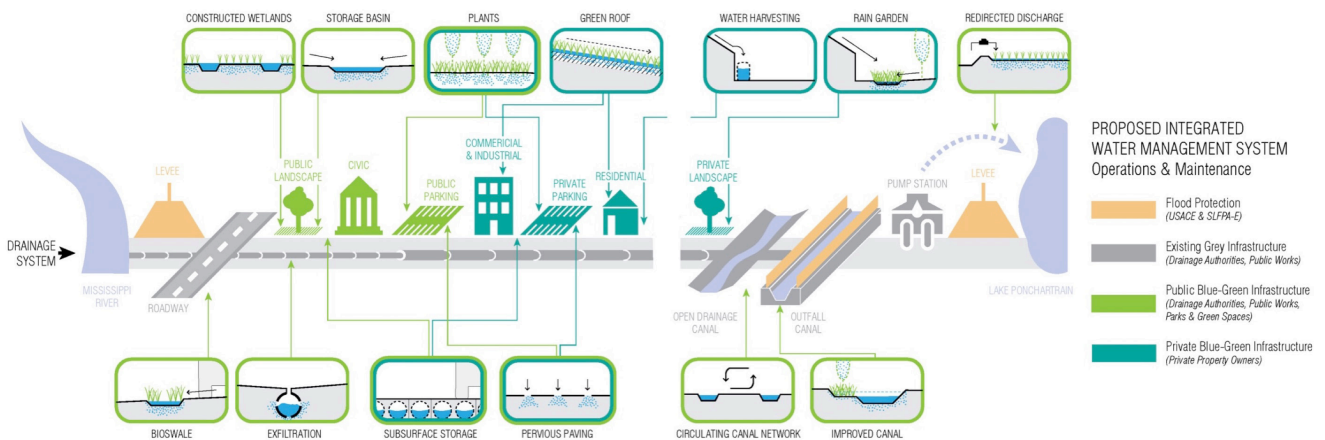 CONSTRUCTED WETLANDS
STORAGE BASIN
PLANTS
GREEN ROOF
WATER HARVESTING
RAIN GARDEN
REDIRECTED DISCHARGE
LEVEE
PUBLIC
LANDSCAPE
CIVIC
PUBLIC
PARKING
COMMERICIAL
& INDUSTRIAL
PRIVATE
PARKING
RESIDENTIAL
PRIVATE
LANDSCAPE
PUMP STATION
LEVEE
DRAINAGE
SYSTEM
MISSISSIPPI
RIVER
ROADWAY
OPEN DRAINAGE
CANAL
OUTFALL
CANAL
LAKE PONCHARTRAIN
BIOSWALE
EXFILTRATION
SUBSURFACE STORAGE
PERVIOUS PAVING
CIRCULATING CANAL NETWORK
IMPROVED CANAL
PROPOSED INTEGRATED
WATER MANAGEMENT SYSTEM
Operations & Maintenance
Flood Protection
(USACE & SLFPA-E)
Existing Grey Infrastructure
(Drainage Authorities, Public Works)
Public Blue-Green Infrastructure
(Drainage Authorities, Public Works,
Parks & Green Spaces)
Private Blue-Green Infrastructure
(Private Property Owners)